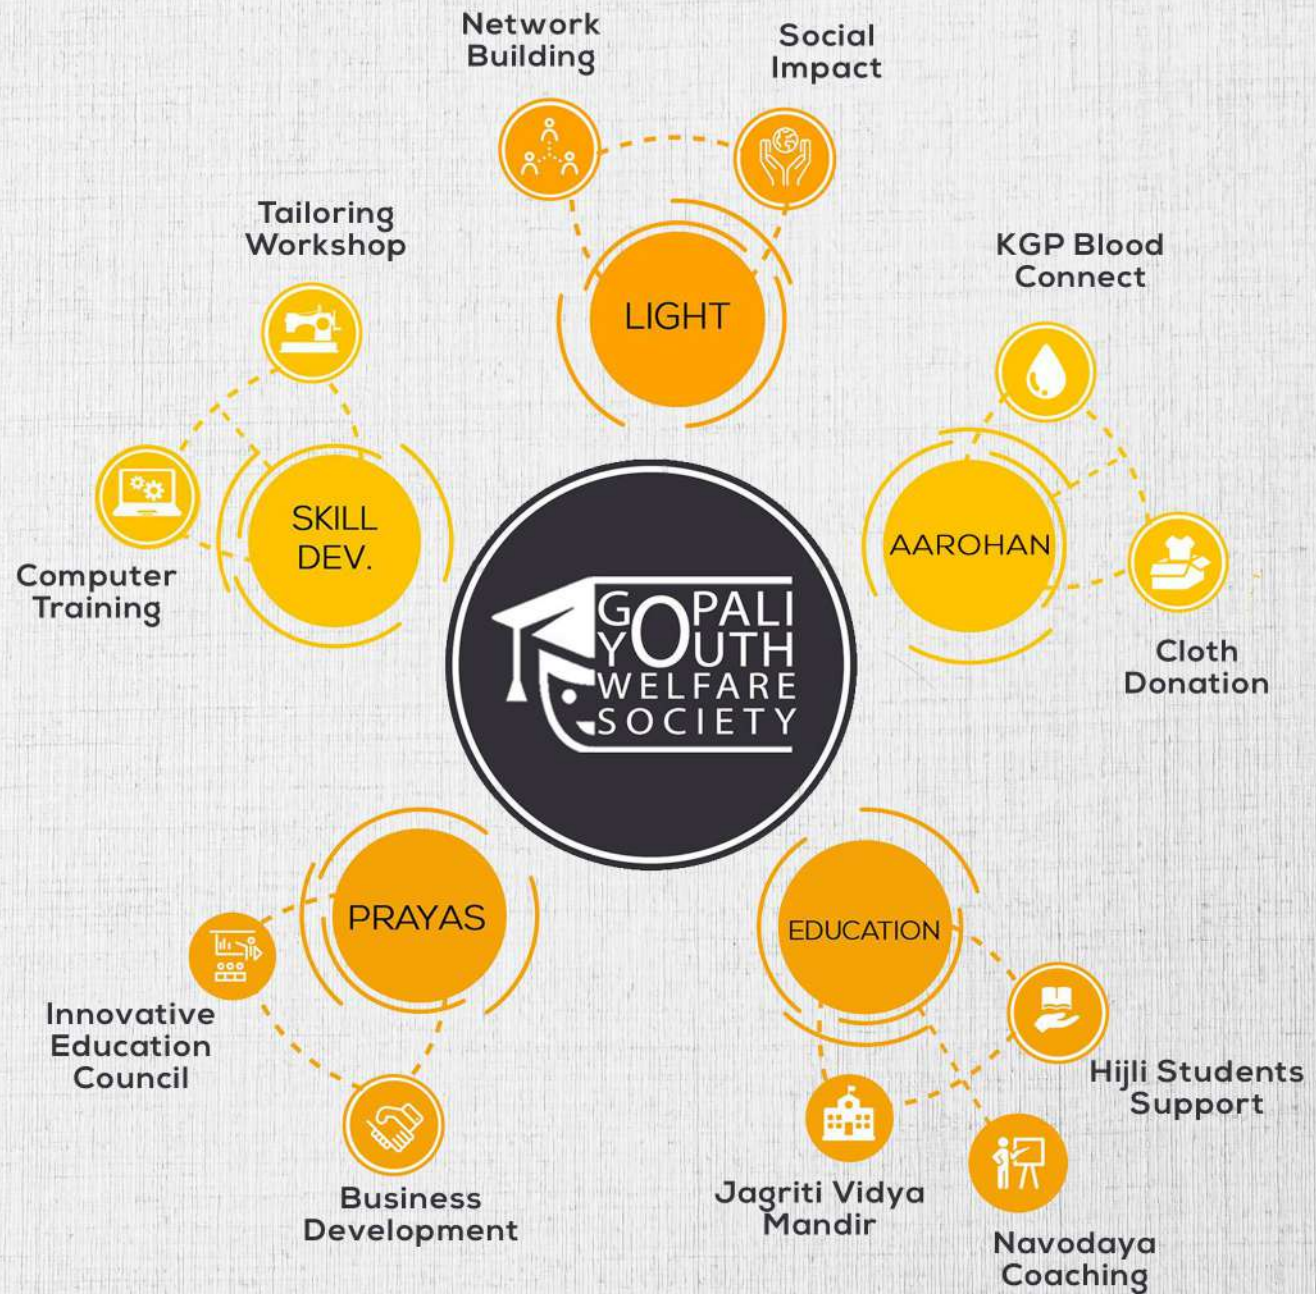 Network
Building
Social
Impact
LIGHT
Tailoring
Workshop
Computer
Training
SKILL
DEV.
KGP Blood
Connect
AAROHAN
Cloth
Donation
GOPALI
YOUTH
WELFARE
SOCIETY
PRAYAS
Innovative
Education
Council
Business
Development
EDUCATION
Hijli Students
Support
Jagriti Vidya
Mandir
Navodaya
Coaching